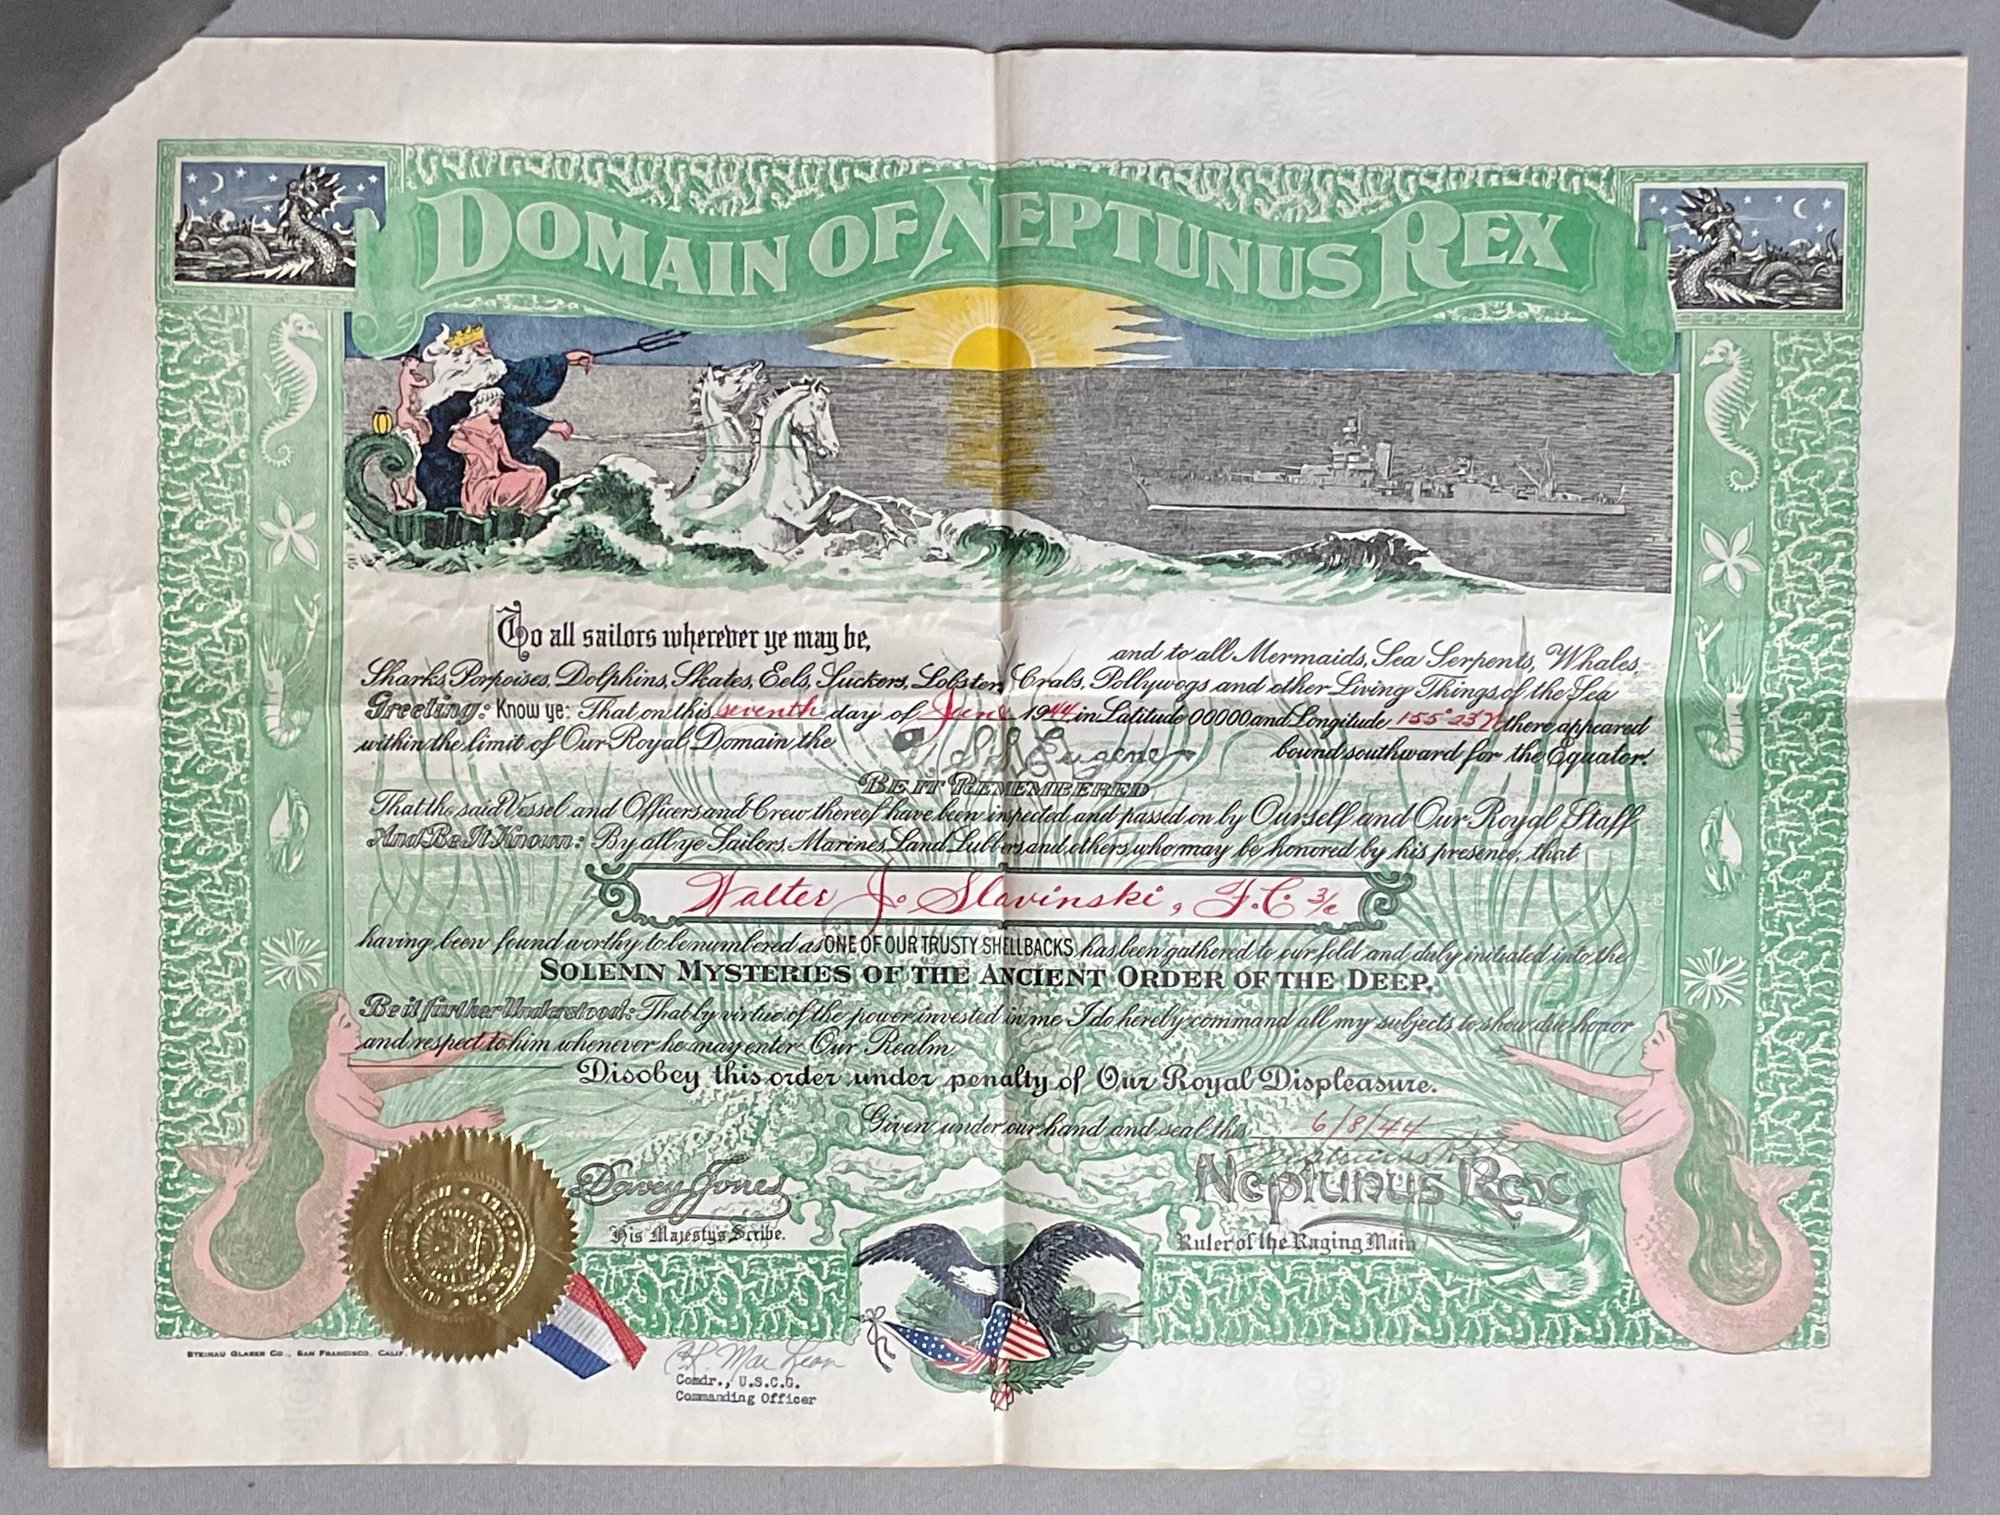 DOMAIN OF NEPTUNUS REX
To all sailors wherever ye may be,
and to all Mermaids, Sea Serpents, Whales,
Sharks, Porpoises, Dolphins, Skates, Eels, Suckers, Lobsters, Crabs, Pollywogs and other Living Things of the Sea
Greeting: Know ye: That on this seventh day of June 1944 in Latitude 00000 and Longitude 155° 23' there appeared
within the limit of Our Royal Domain the U.S.S. Eugene bound southward for the Equator.
BE IT REMEMBERED
That the said Vessel and Officers and Crew thereof have been inspected and passed on by Ourself and Our Royal Staff
And Be It Known: By all ye Sailors, Marines, Land Lubbers and others who may be honored by his presence, that
Walter J. Slavinski, F.C. 3/c
having been found worthy to be numbered as ONE OF OUR TRUSTY SHELLBACKS, has been gathered to our fold and duly initiated into the
SOLEMN MYSTERIES OF THE ANCIENT ORDER OF THE DEEP.
Be it further Understood: That by virtue of the power invested in me I do hereby command all my subjects to show due honor
and respect to him whenever he may enter Our Realm.
Disobey this order under penalty of Our Royal Displeasure.
Given under our hand and seal this 6/8/44
Davey Jones
His Majesty's Scribe.
Neptunus Rex
Ruler of the Raging Main
STEINAU GLASER CO., SAN FRANCISCO, CALIF.
C.R. Mac Lean
Comdr., U.S.C.G.
Commanding Officer